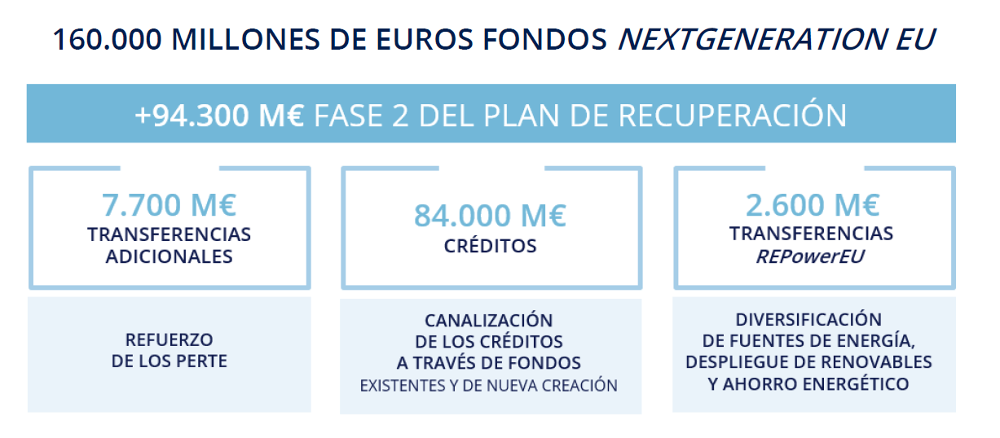 160.000 MILLONES DE EUROS FONDOS NEXTGENERATION EU
+94.300 M€ FASE 2 DEL PLAN DE RECUPERACIÓN
7.700 M€
TRANSFERENCIAS
ADICIONALES
REFUERZO
DE LOS PERTE
84.000 M€
CRÉDITOS
CANALIZACIÓN
DE LOS CRÉDITOS
A TRAVÉS DE FONDOS
EXISTENTES Y DE NUEVA CREACIÓN
2.600 M€
TRANSFERENCIAS
REPowerEU
DIVERSIFICACIÓN
DE FUENTES DE ENERGÍA,
DESPLIEGUE DE RENOVABLES
Y AHORRO ENERGÉTICO